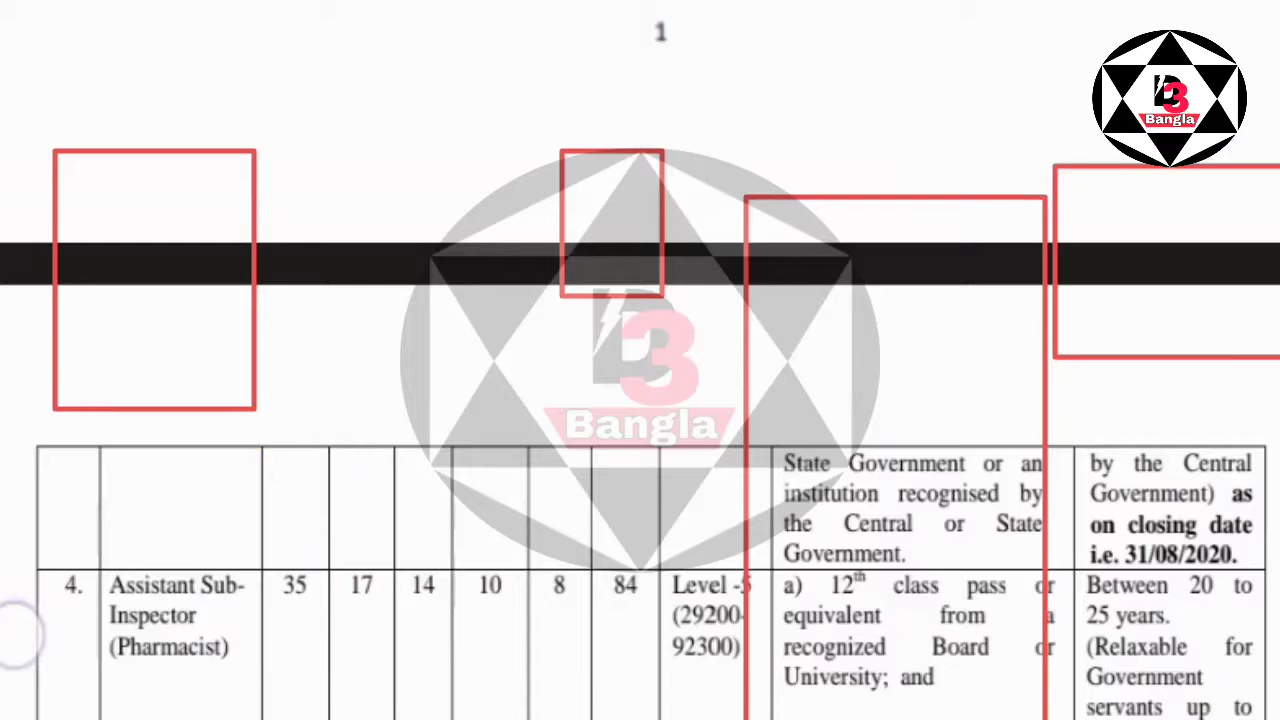 1
D3
Bangla
D3
Bangla
State Government or an
institution recognised by
the Central or State
Government.
by the Central
Government) as
on closing date
i.e. 31/08/2020.
4.
Assistant Sub-
Inspector
(Pharmacist)
35
17
14
10
8
84
Level -5
(29200-
92300)
a) 12th class pass or
equivalent from a
recognized Board or
University; and
Between 20 to
25 years.
(Relaxable for
Government
servants up to